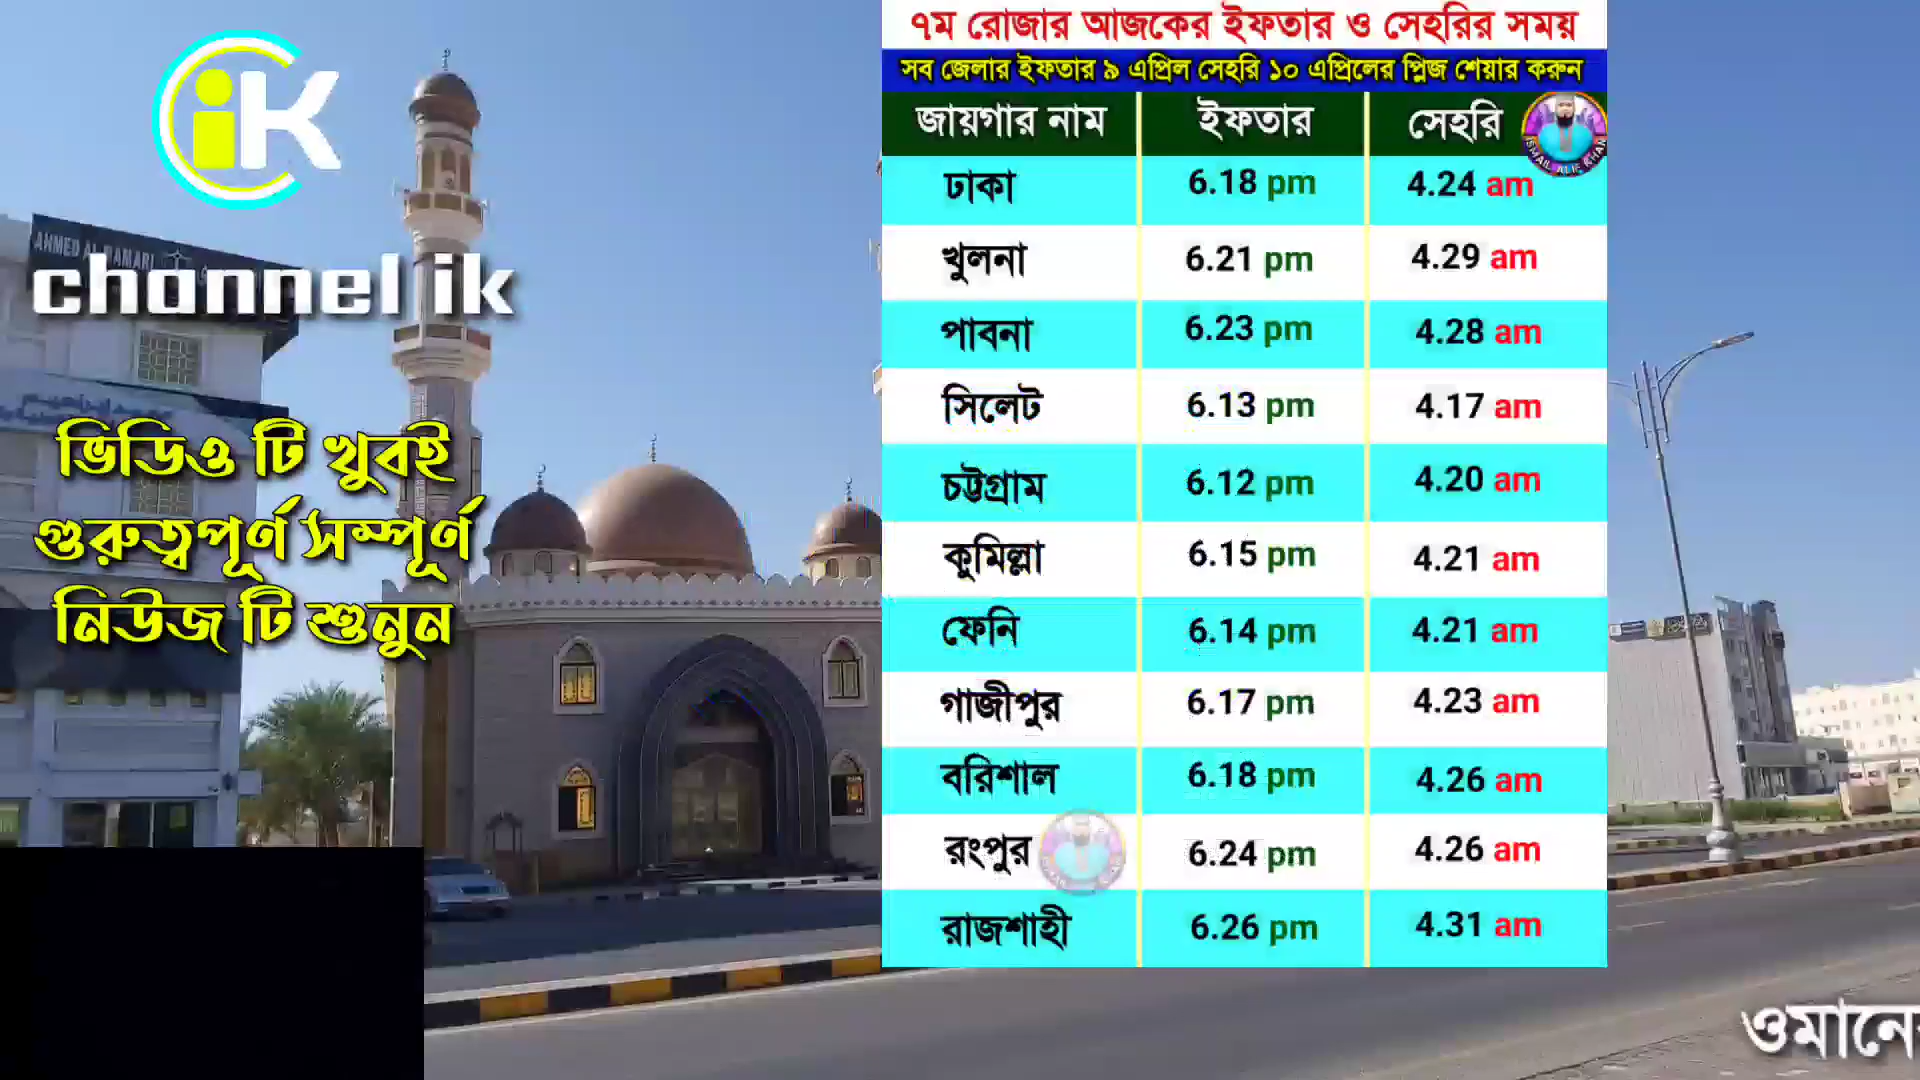 iK
channel ik
AHMED AL MAMARI
ভিডিও টি খুবই
গুরুত্বপূর্ণ সম্পূর্ণ
নিউজ টি শুনুন
৭ম রোজার আজকের ইফতার ও সেহরির সময়
সব জেলার ইফতার ৯ এপ্রিল সেহরি ১০ এপ্রিলের প্লিজ শেয়ার করুন
জায়গার নাম ইফতার সেহরি
ঢাকা 6.18 pm 4.24 am
খুলনা 6.21 pm 4.29 am
পাবনা 6.23 pm 4.28 am
সিলেট 6.13 pm 4.17 am
চট্টগ্রাম 6.12 pm 4.20 am
কুমিল্লা 6.15 pm 4.21 am
ফেনি 6.14 pm 4.21 am
গাজীপুর 6.17 pm 4.23 am
বরিশাল 6.18 pm 4.26 am
রংপুর 6.24 pm 4.26 am
রাজশাহী 6.26 pm 4.31 am
ওমানে